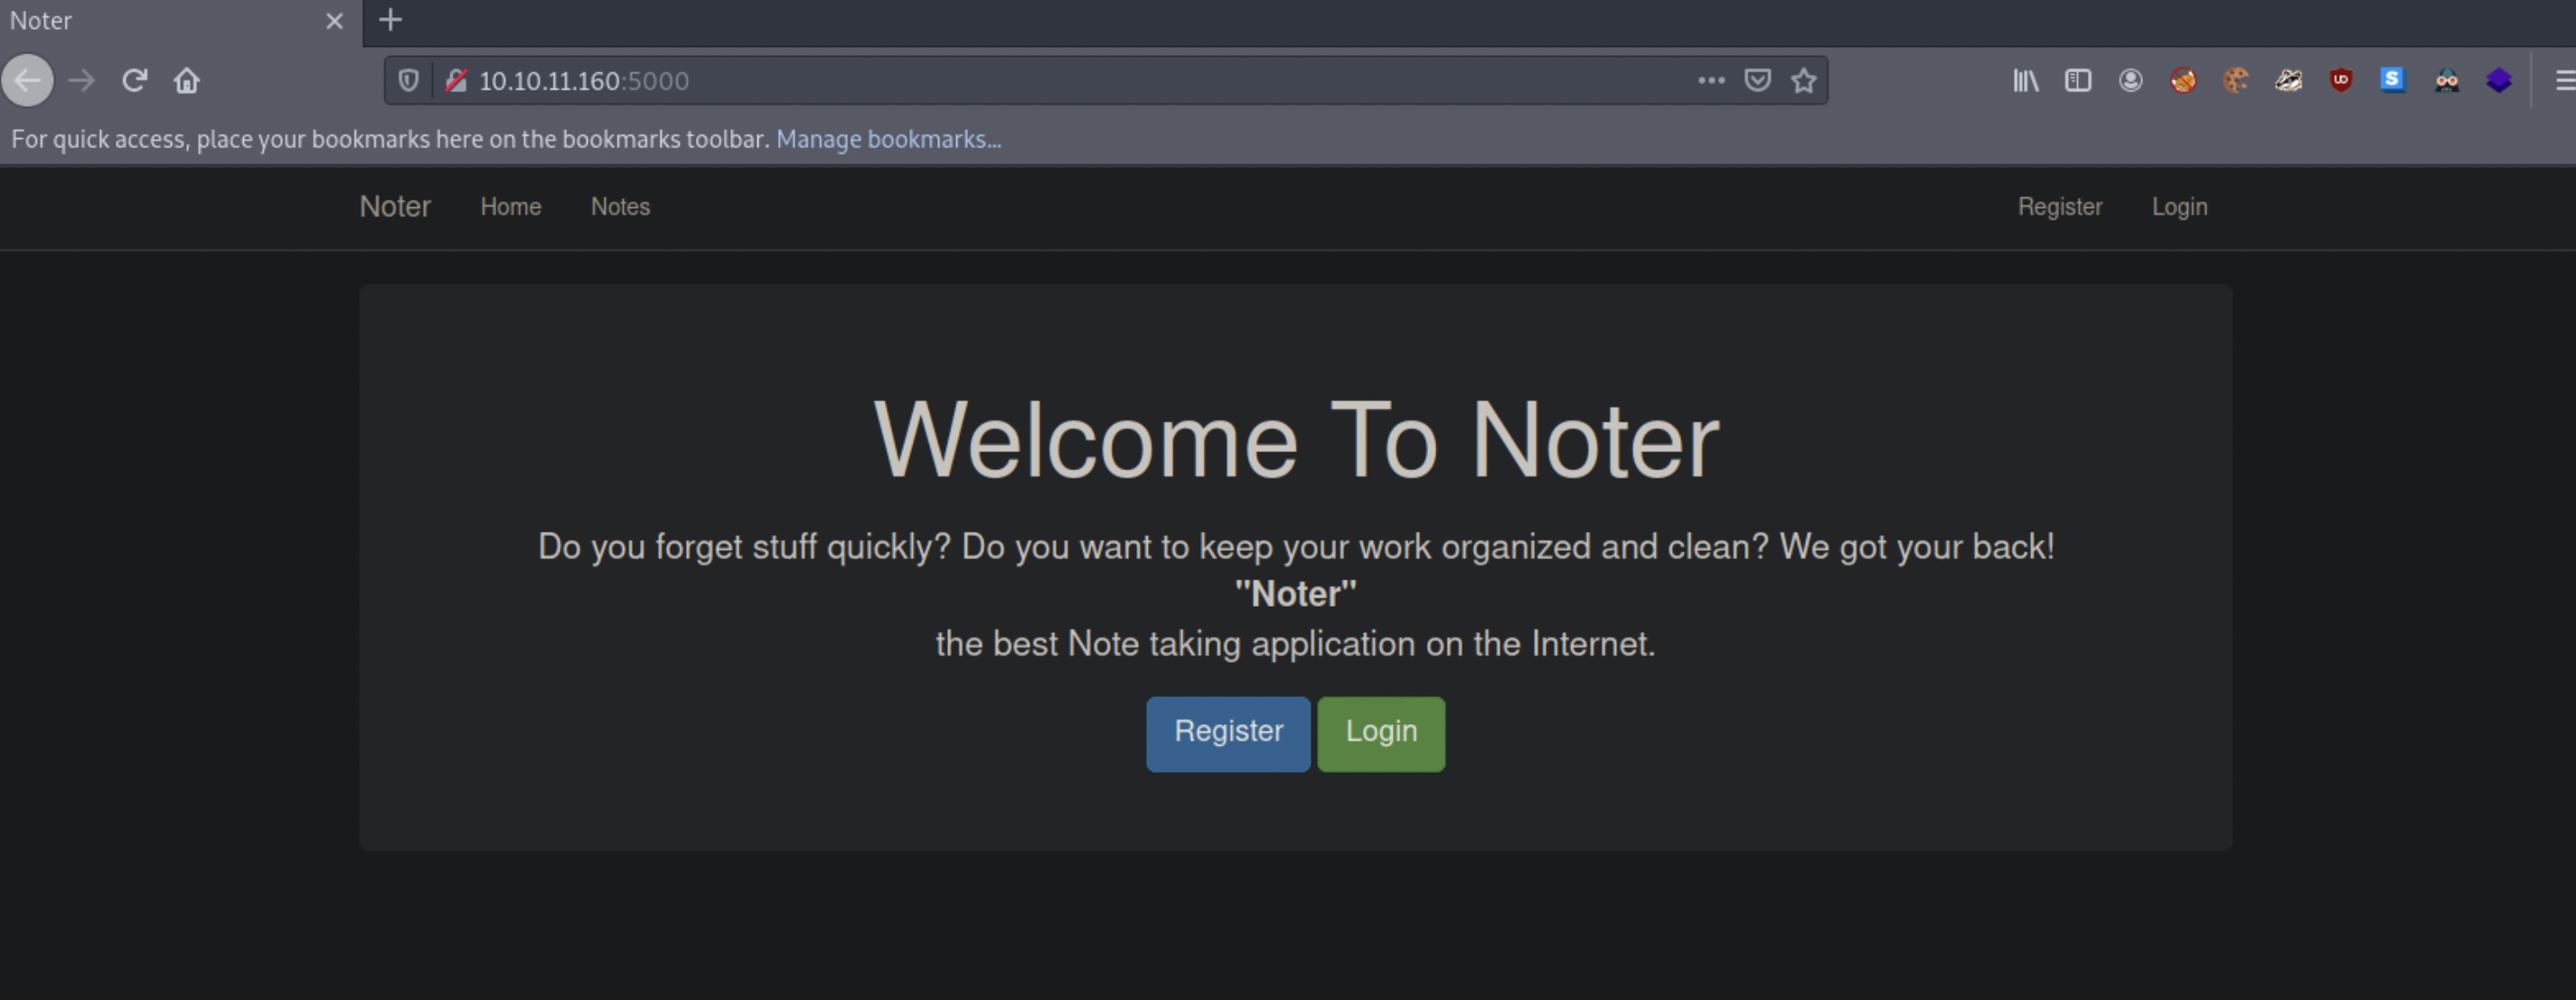 Noter
10.10.11.160:5000
For quick access, place your bookmarks here on the bookmarks toolbar. Manage bookmarks...
Noter Home Notes Register Login
Welcome To Noter
Do you forget stuff quickly? Do you want to keep your work organized and clean? We got your back!
"Noter"
the best Note taking application on the Internet.
Register Login